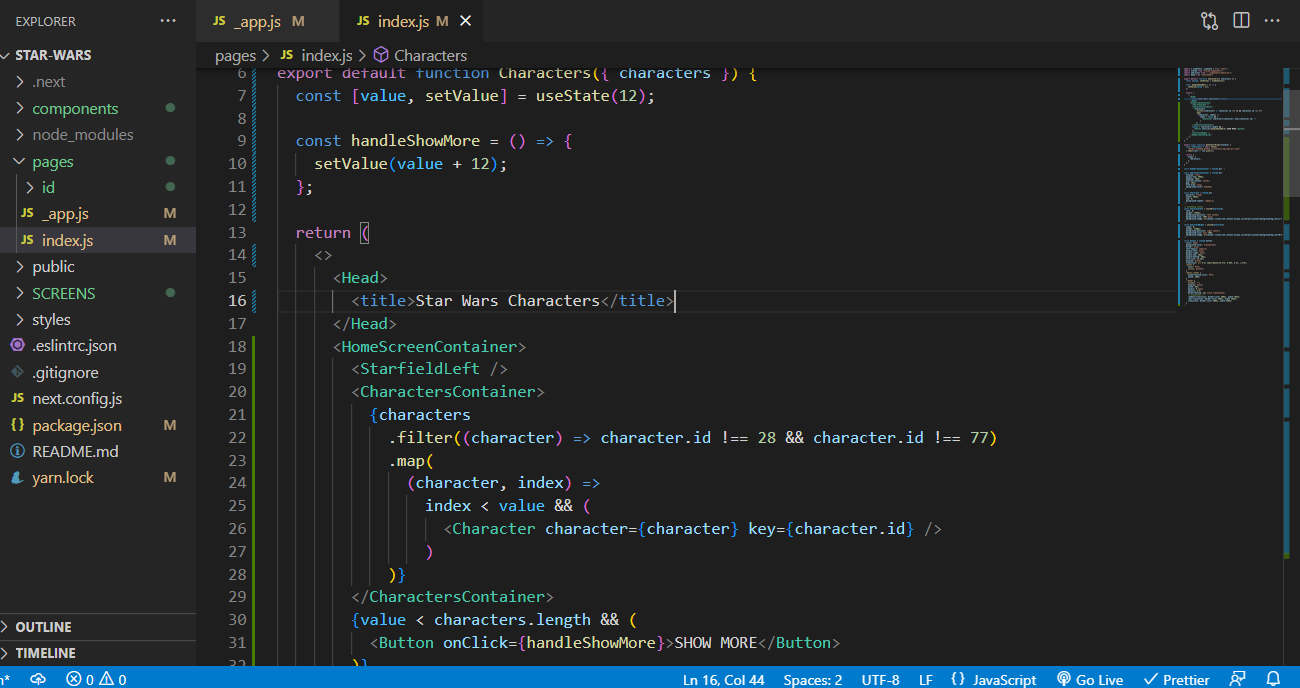 EXPLORER
JS _app.js M
JS index.js M
pages > JS index.js > Characters
STAR-WARS
.next
components
node_modules
pages
id
JS _app.js M
JS index.js M
public
SCREENS
styles
.eslintrc.json
.gitignore
JS next.config.js
{} package.json M
README.md
yarn.lock M
OUTLINE
TIMELINE
6 export default function Characters({ characters }) {
7 const [value, setValue] = useState(12);
8
9 const handleShowMore = () => {
10 setValue(value + 12);
11 };
12
13 return (
14 <>
15 <Head>
16 <title>Star Wars Characters</title>
17 </Head>
18 <HomeScreenContainer>
19 <StarfieldLeft />
20 <CharactersContainer>
21 {characters
22 .filter((character) => character.id !== 28 && character.id !== 77)
23 .map(
24 (character, index) =>
25 index < value && (
26 <Character character={character} key={character.id} />
27 )
28 )}
29 </CharactersContainer>
30 {value < characters.length && (
31 <Button onClick={handleShowMore}>SHOW MORE</Button>
32 )}
0 0
Ln 16, Col 44
Spaces: 2
UTF-8
LF
{} JavaScript
Go Live
Prettier